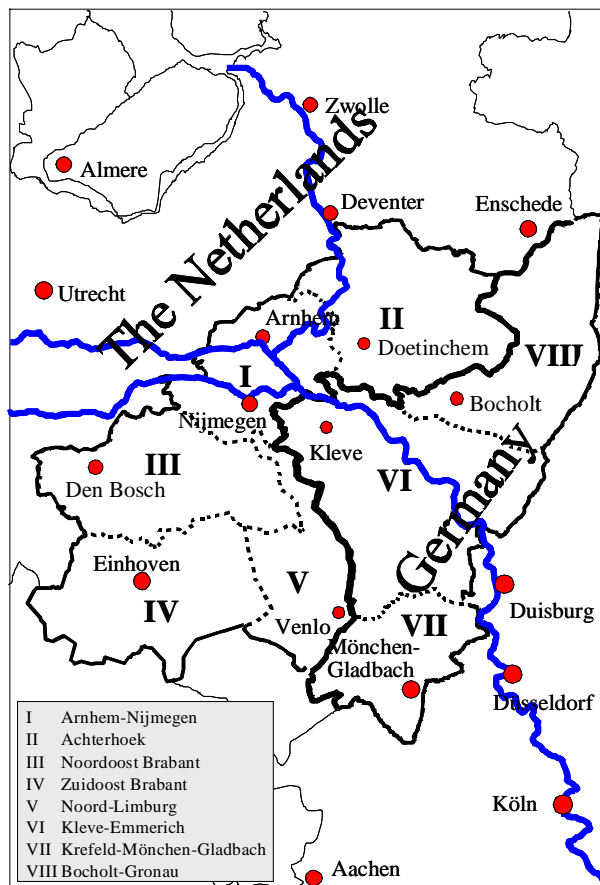 Zwolle
Almere
The Netherlands
Deventer
Enschede
Utrecht
Arnhem
II
Doetinchem
VIII
I
Nijmegen
Bocholt
Kleve
III
Den Bosch
VI
Germany
Einhoven
IV
V
Venlo
VII
Duisburg
Mönchen-
Gladbach
Düsseldorf
I Arnhem-Nijmegen
II Achterhoek
III Noordoost Brabant
IV Zuidoost Brabant
V Noord-Limburg
VI Kleve-Emmerich
VII Krefeld-Mönchen-Gladbach
VIII Bocholt-Gronau
Köln
Aachen